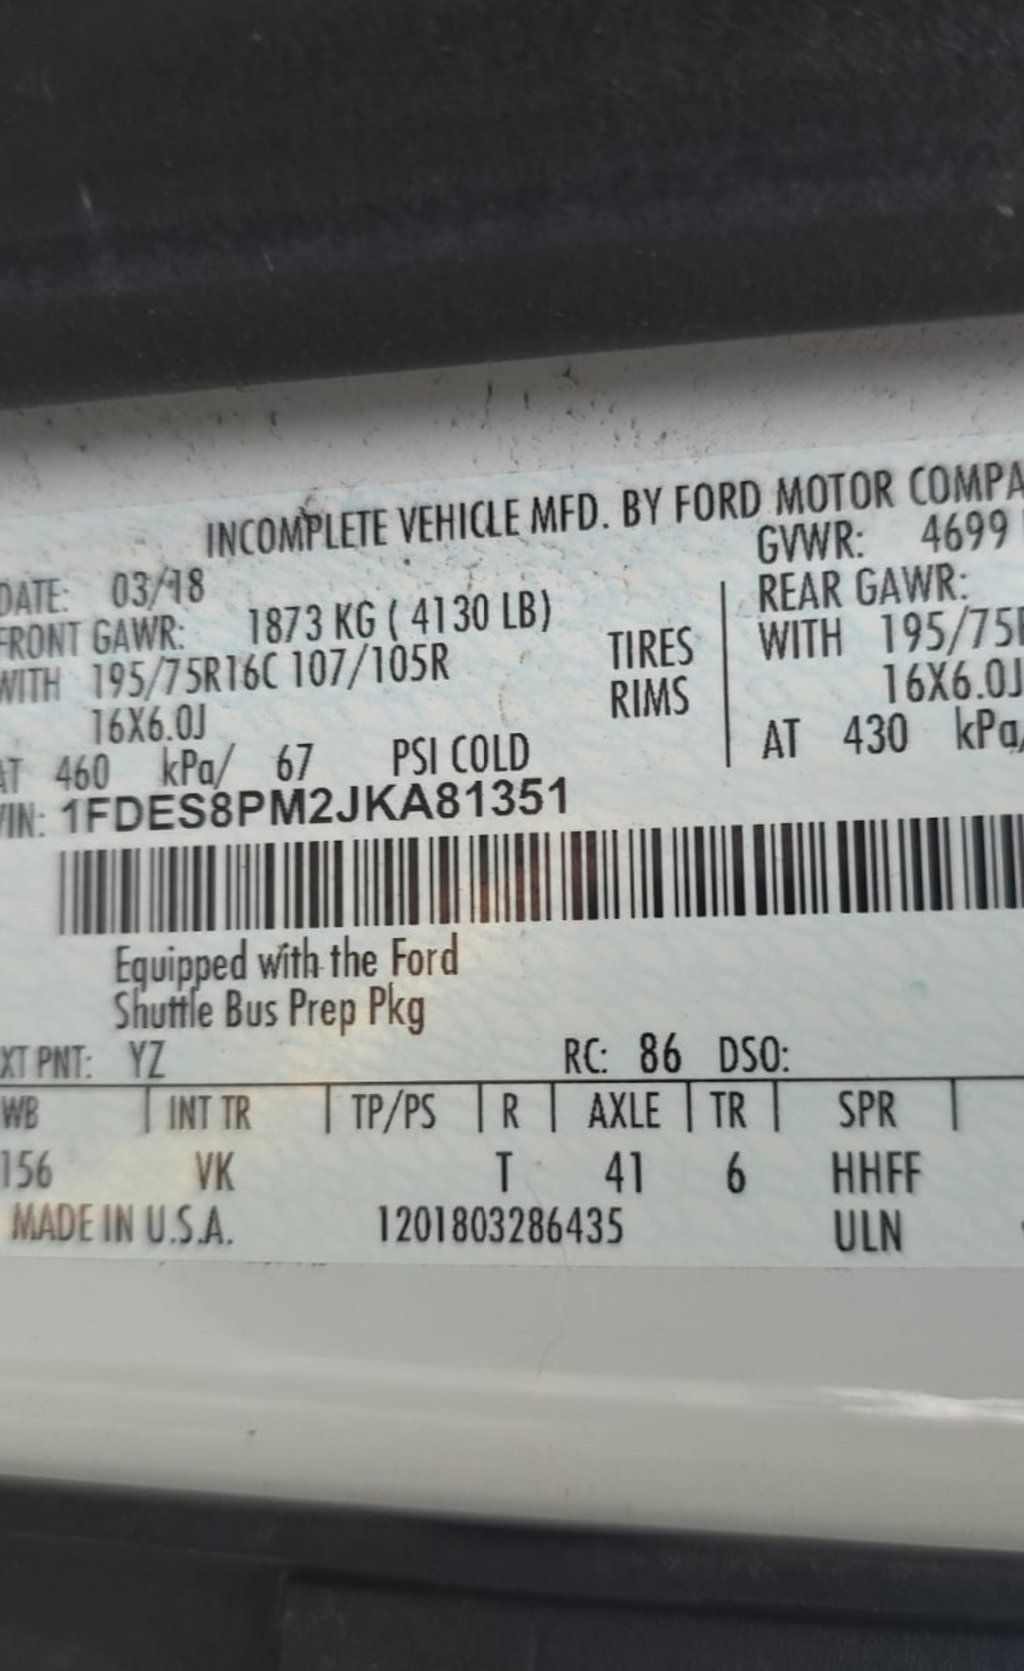 INCOMPLETE VEHICLE MFD. BY FORD MOTOR COMPA
DATE: 03/18 GVWR: 4699
FRONT GAWR: 1873 KG ( 4130 LB) REAR GAWR:
WITH 195/75R16C 107/105R TIRES WITH 195/75R
16X6.0J RIMS 16X6.0J
AT 460 kPa/ 67 PSI COLD AT 430 kPa/
VIN: 1FDES8PM2JKA81351
Equipped with the Ford
Shuttle Bus Prep Pkg
XT PNT: YZ RC: 86 DSO:
WB INT TR TP/PS R AXLE TR SPR
156 VK T 41 6 HHFF
MADE IN U.S.A. 1201803286435 ULN